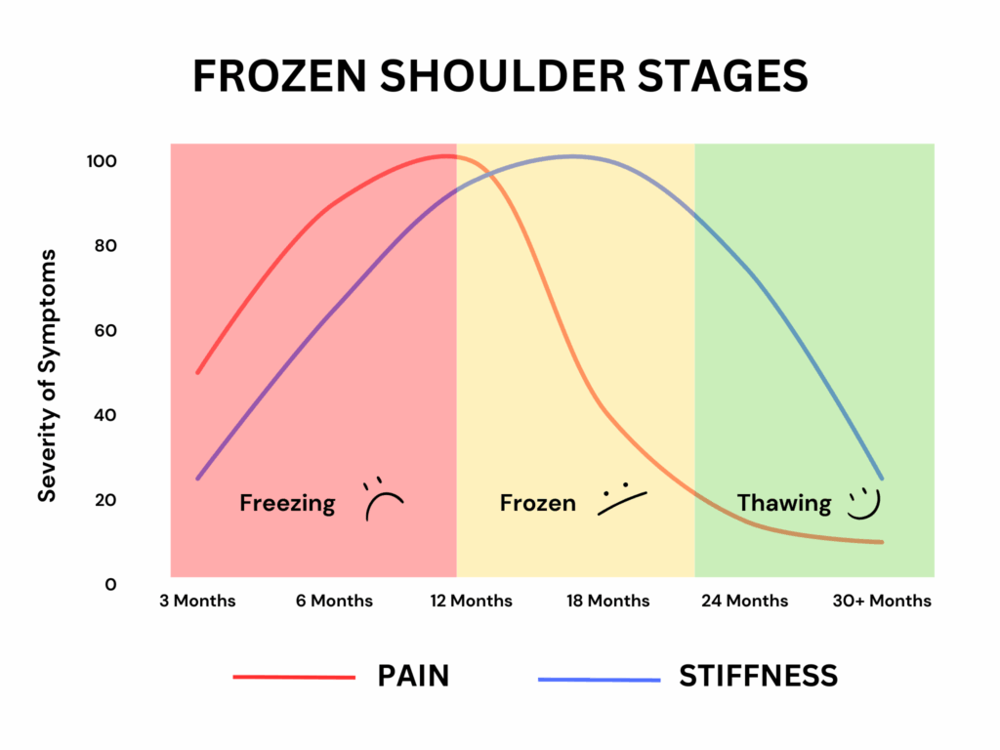 FROZEN SHOULDER STAGES
Severity of Symptoms
100
80
60
40
20
0
Freezing
Frozen
Thawing
3 Months 6 Months 12 Months 18 Months 24 Months 30+ Months
PAIN STIFFNESS